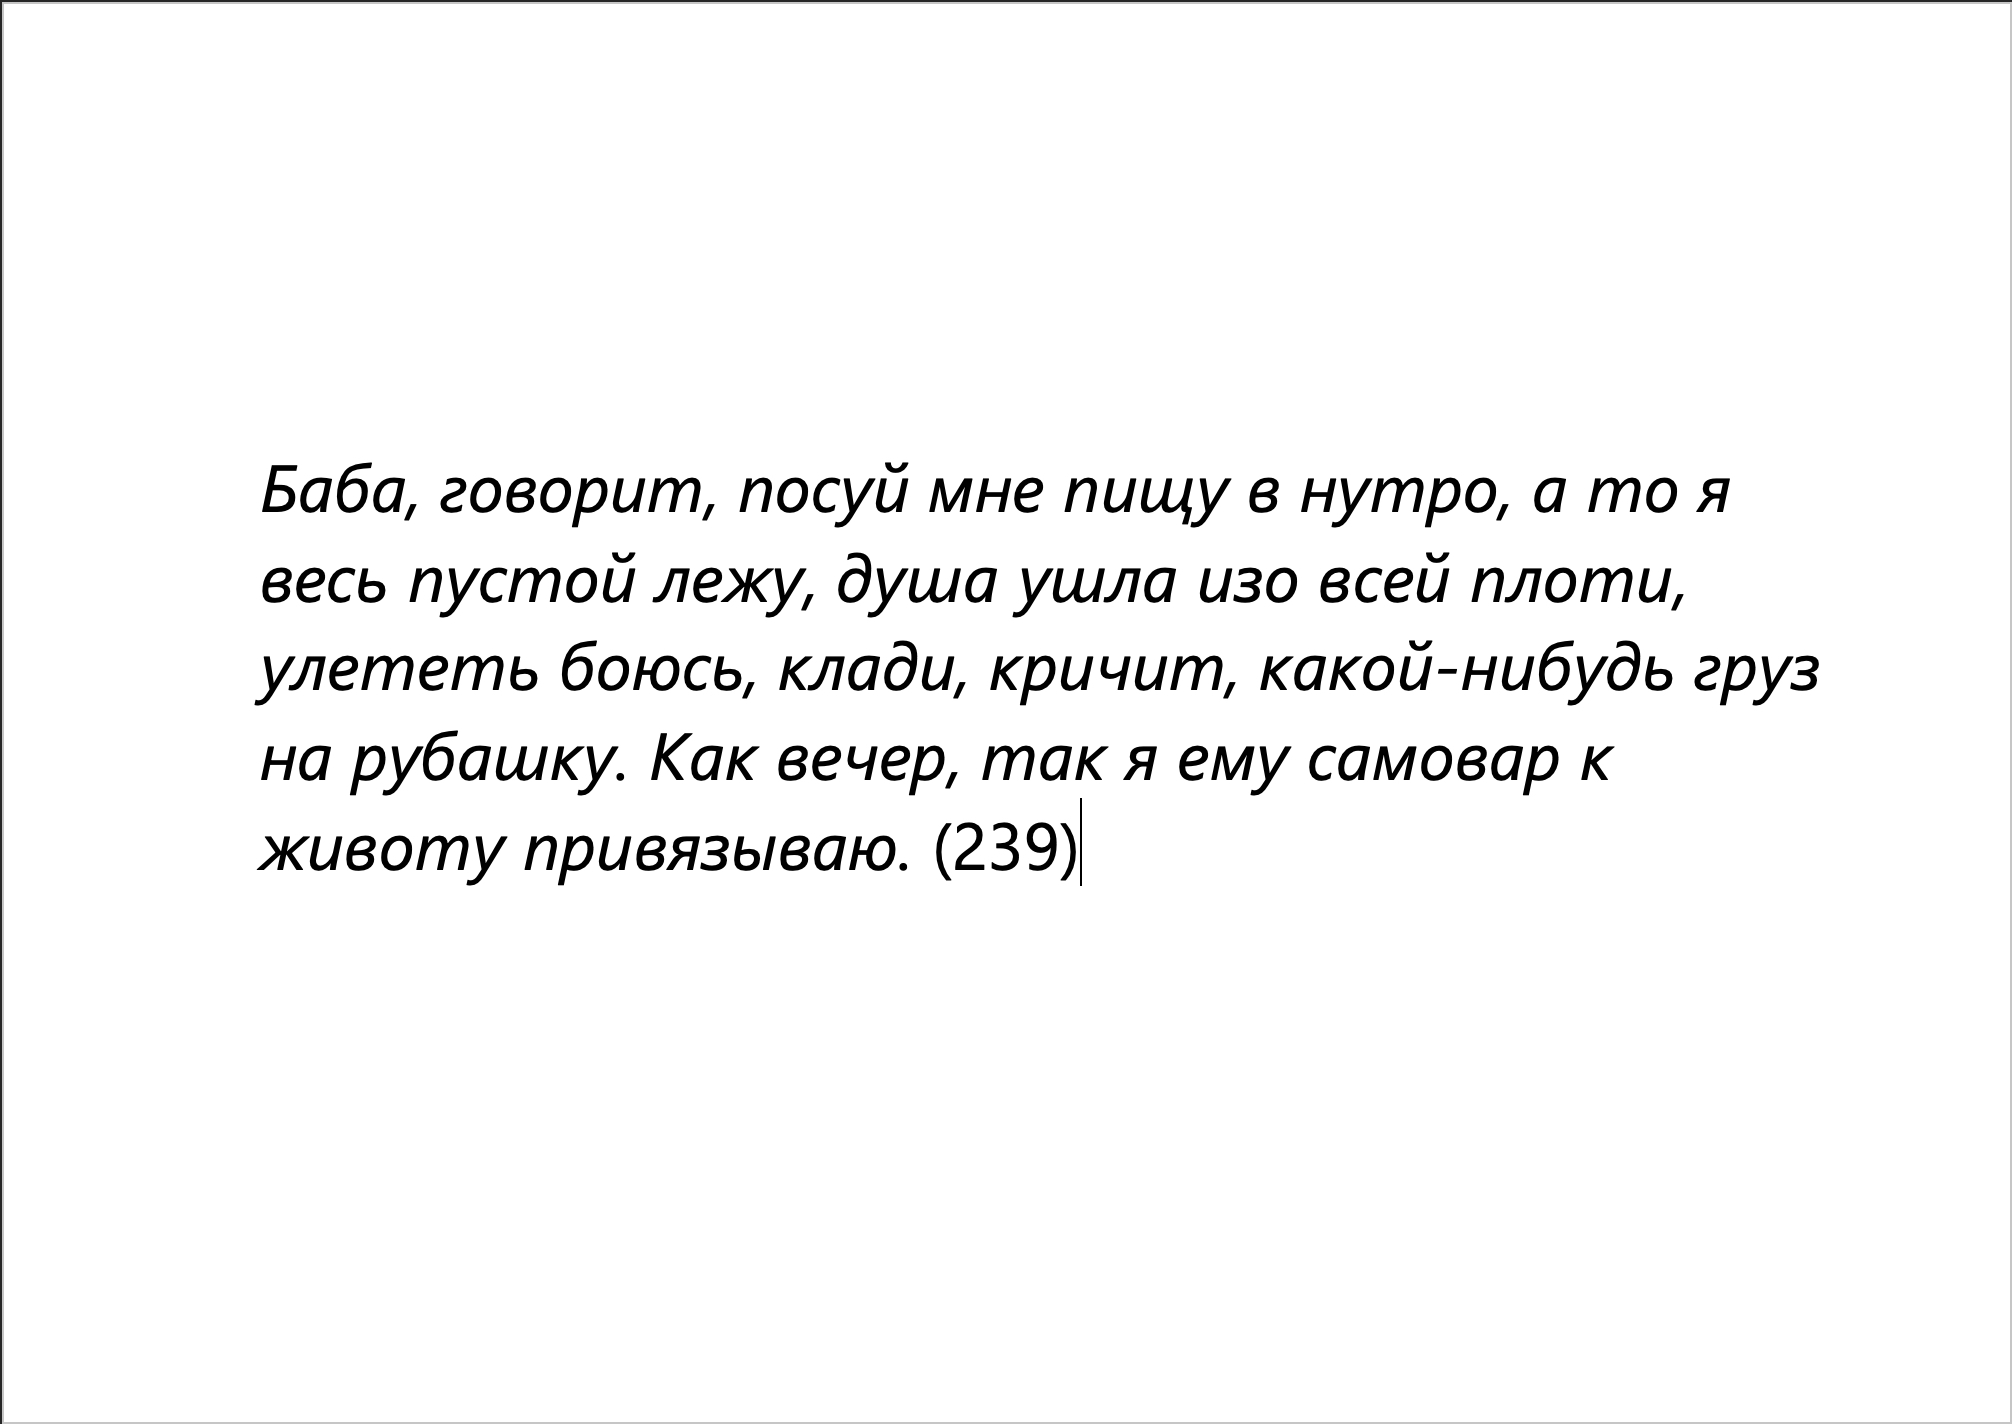 Баба, говорит, посуй мне пищу в нутро, а то я
весь пустой лежу, душа ушла изо всей плоти,
улететь боюсь, клади, кричит, какой-нибудь груз
на рубашку. Как вечер, так я ему самовар к
животу привязываю. (239)